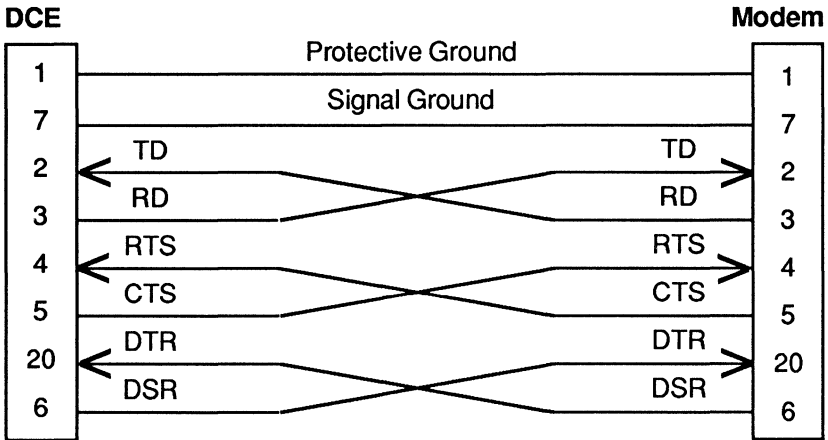 DCE Modem
Protective Ground
1 1
Signal Ground
7 7
TD TD
2 2
RD RD
3 3
RTS RTS
4 4
CTS CTS
5 5
DTR DTR
20 20
DSR DSR
6 6